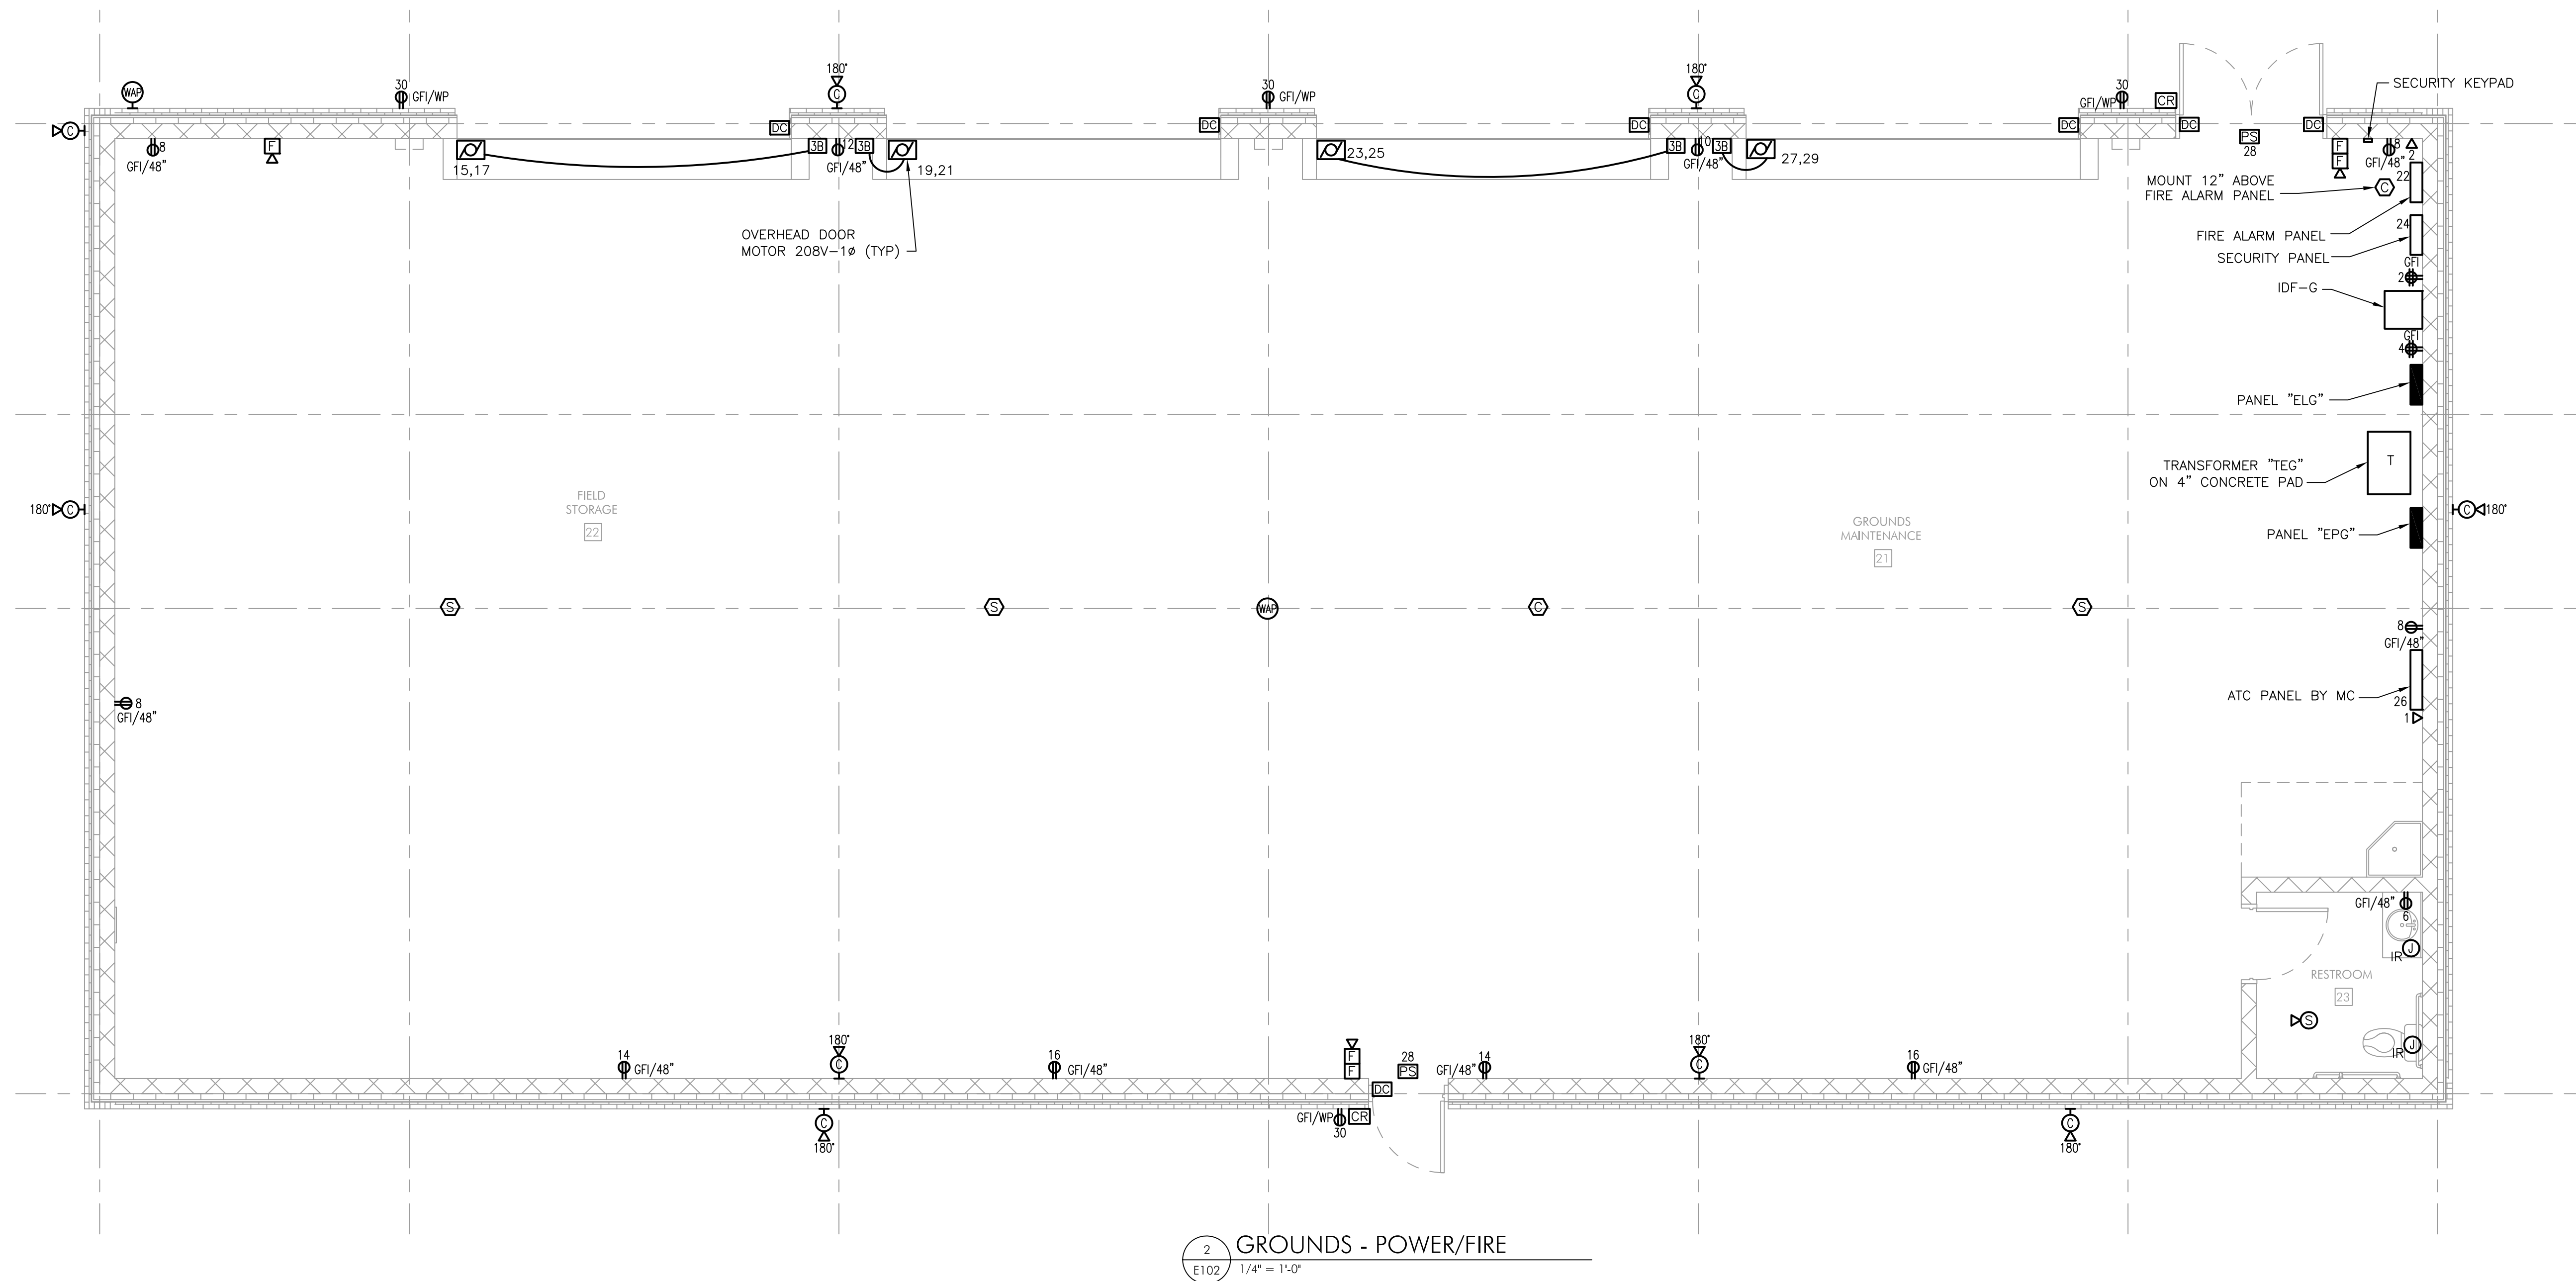 180°
180°
WAP
30
GFI/WP
C
30
GFI/WP
C
30
GFI/WP
CR
SECURITY KEYPAD
C
DC
DC
DC
DC
DC
DC
8
GFI/48"
F
15,17
3B
12
GFI/48"
3B
19,21
23,25
3B
10
GFI/48"
3B
27,29
PS
28
F
F
8
GFI/48"
2
22
MOUNT 12" ABOVE
FIRE ALARM PANEL
C
OVERHEAD DOOR
MOTOR 208V-1ø (TYP)
24
FIRE ALARM PANEL
SECURITY PANEL
GFI
IDF-G
GFI
4
PANEL "ELG"
TRANSFORMER "TEG"
ON 4" CONCRETE PAD
T
180°
C
FIELD
STORAGE
22
GROUNDS
MAINTENANCE
21
PANEL "EPG"
C
180°
S
S
WAP
C
S
8
GFI/48"
8
GFI/48"
ATC PANEL BY MC
26
1
GFI/48"
6
J
IR
RESTROOM
23
S
J
IR
14
GFI/48"
180°
C
16
GFI/48"
F
F
28
PS
14
GFI/48"
180°
C
16
GFI/48"
DC
C
180°
GFI/WP
30
CR
C
180°
2
E102
GROUNDS - POWER/FIRE
1/4" = 1'-0"